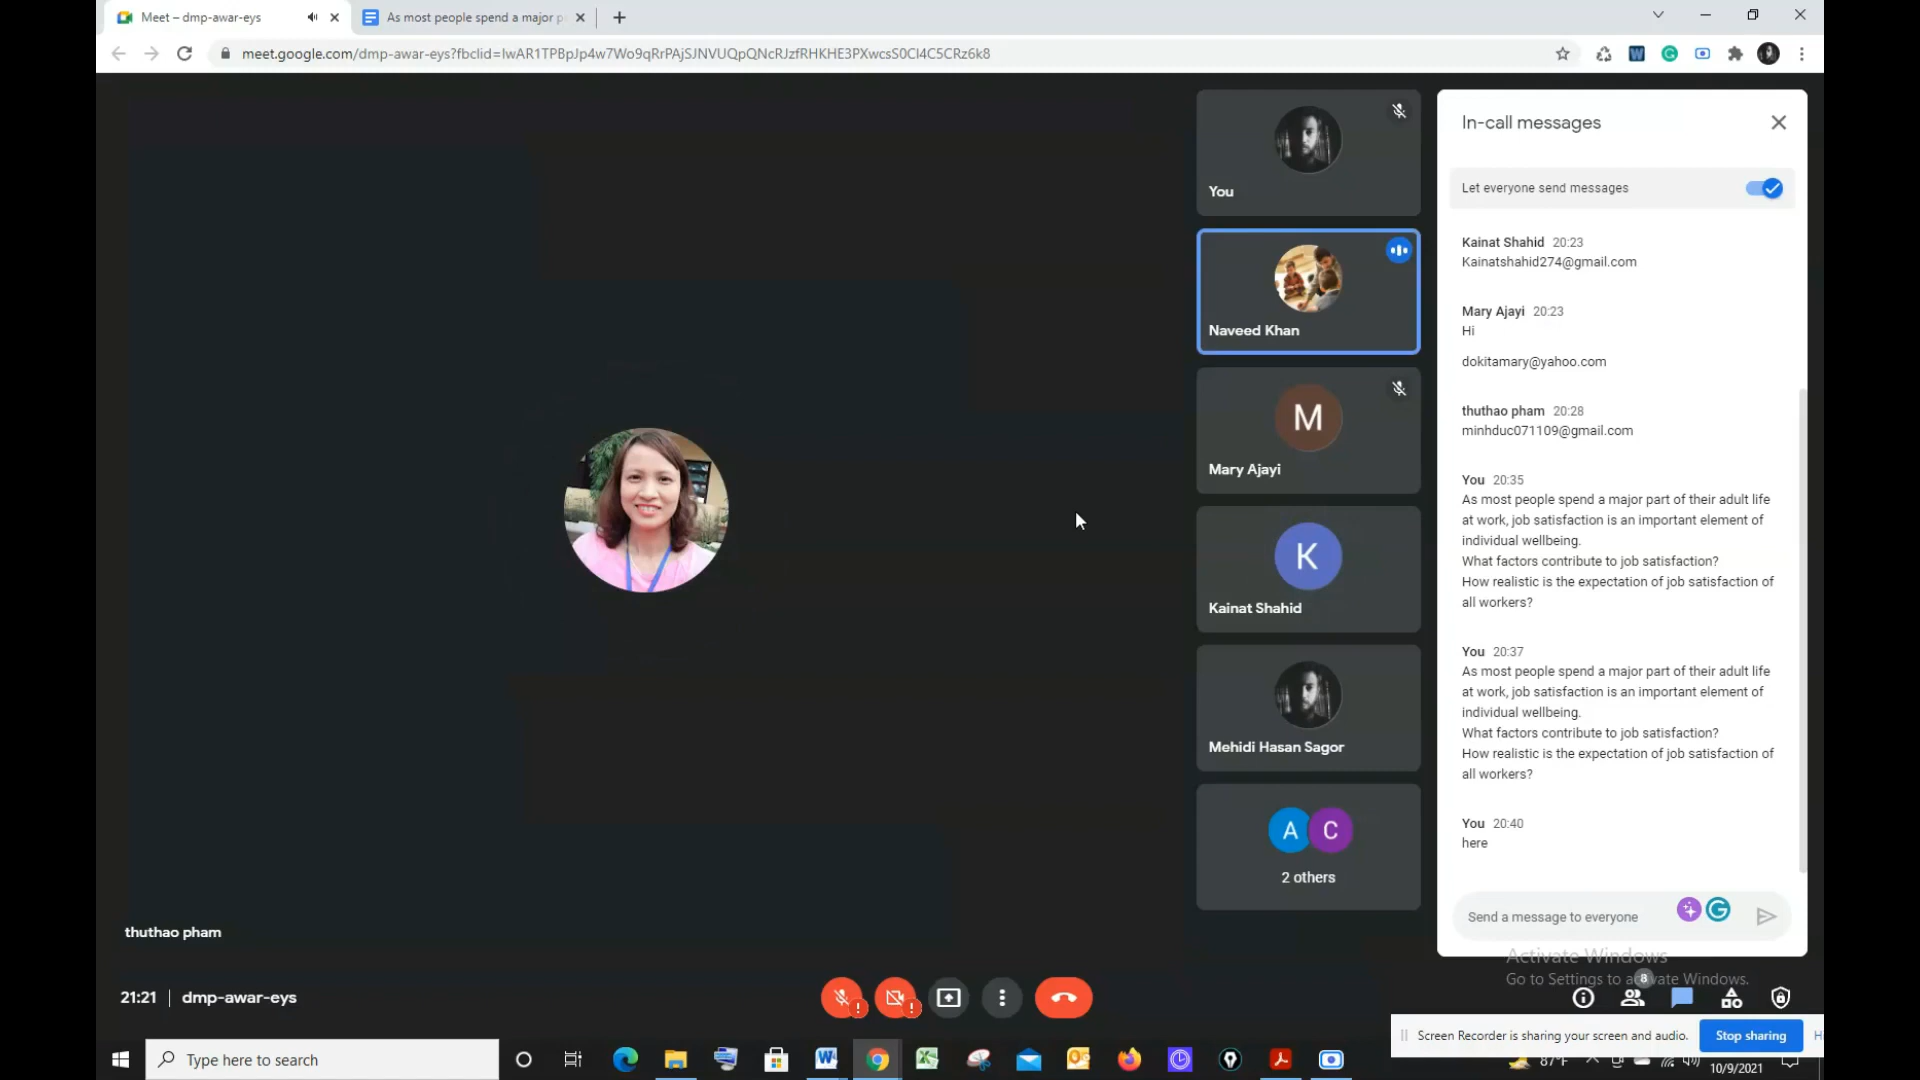 Meet – dmp-awar-eys
As most people spend a major p
meet.google.com/dmp-awar-eys?fbclid=IwAR1TPBpJp4w7Wo9qRrPAjSJNVUQpQNcRJzfRHKHE3PXwcsS0Cl4C5CRz6k8
You
Naveed Khan
M
Mary Ajayi
K
Kainat Shahid
Mehidi Hasan Sagor
A C
2 others
In-call messages
Let everyone send messages
Kainat Shahid 20:23
Kainatshahid274@gmail.com
Mary Ajayi 20:23
Hi
dokitamary@yahoo.com
thuthao pham 20:28
minhduc071109@gmail.com
You 20:35
As most people spend a major part of their adult life
at work, job satisfaction is an important element of
individual wellbeing.
What factors contribute to job satisfaction?
How realistic is the expectation of job satisfaction of
all workers?
You 20:37
As most people spend a major part of their adult life
at work, job satisfaction is an important element of
individual wellbeing.
What factors contribute to job satisfaction?
How realistic is the expectation of job satisfaction of
all workers?
You 20:40
here
Send a message to everyone
thuthao pham
Activate Windows
Go to Settings to activate Windows.
8
21:21 | dmp-awar-eys
Screen Recorder is sharing your screen and audio.
Stop sharing
Type here to search
87°F
10/9/2021